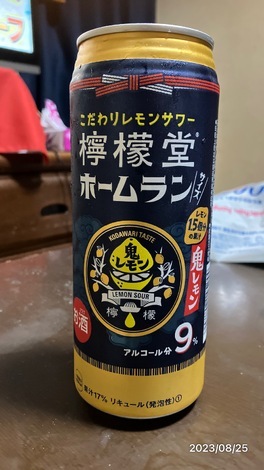 こだわりレモンサワー
檸檬堂
ホームランサイズ
レモン
1.5個分
の果汁
鬼レモン
KODAWARI TASTE
鬼
レモン
LEMON SOUR
檸 檬
お酒
アルコール分 9%
果汁17% リキュール(発泡性)①
2023/08/25